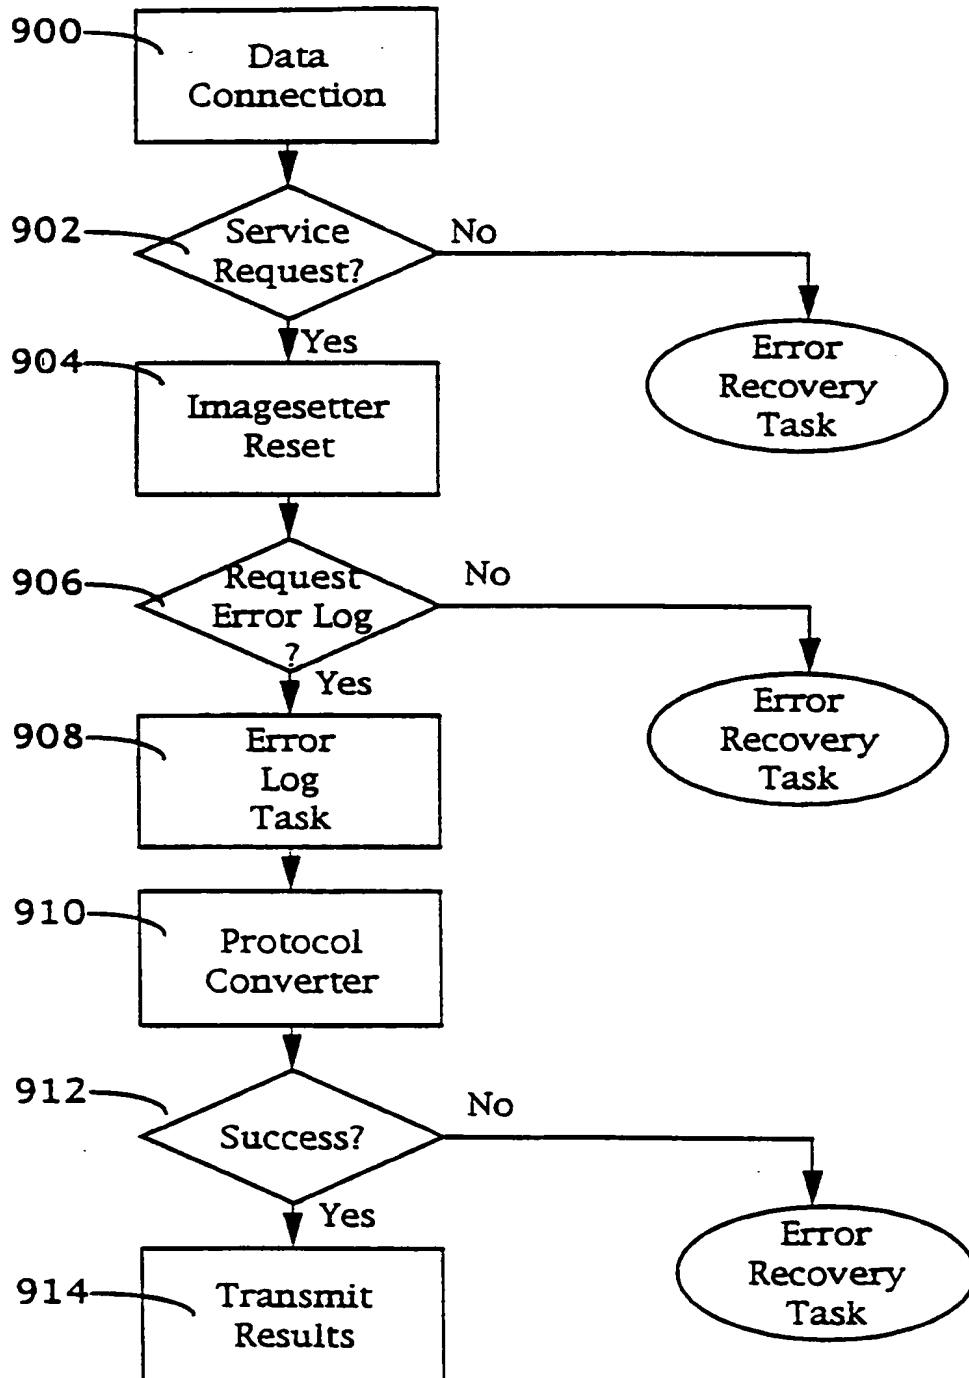 900
Data
Connection
902
Service
Request?
No
Yes
Error
Recovery
Task
904
Imagesetter
Reset
906
Request
Error Log
?
No
Yes
Error
Recovery
Task
908
Error
Log
Task
910
Protocol
Converter
912
Success?
No
Yes
Error
Recovery
Task
914
Transmit
Results